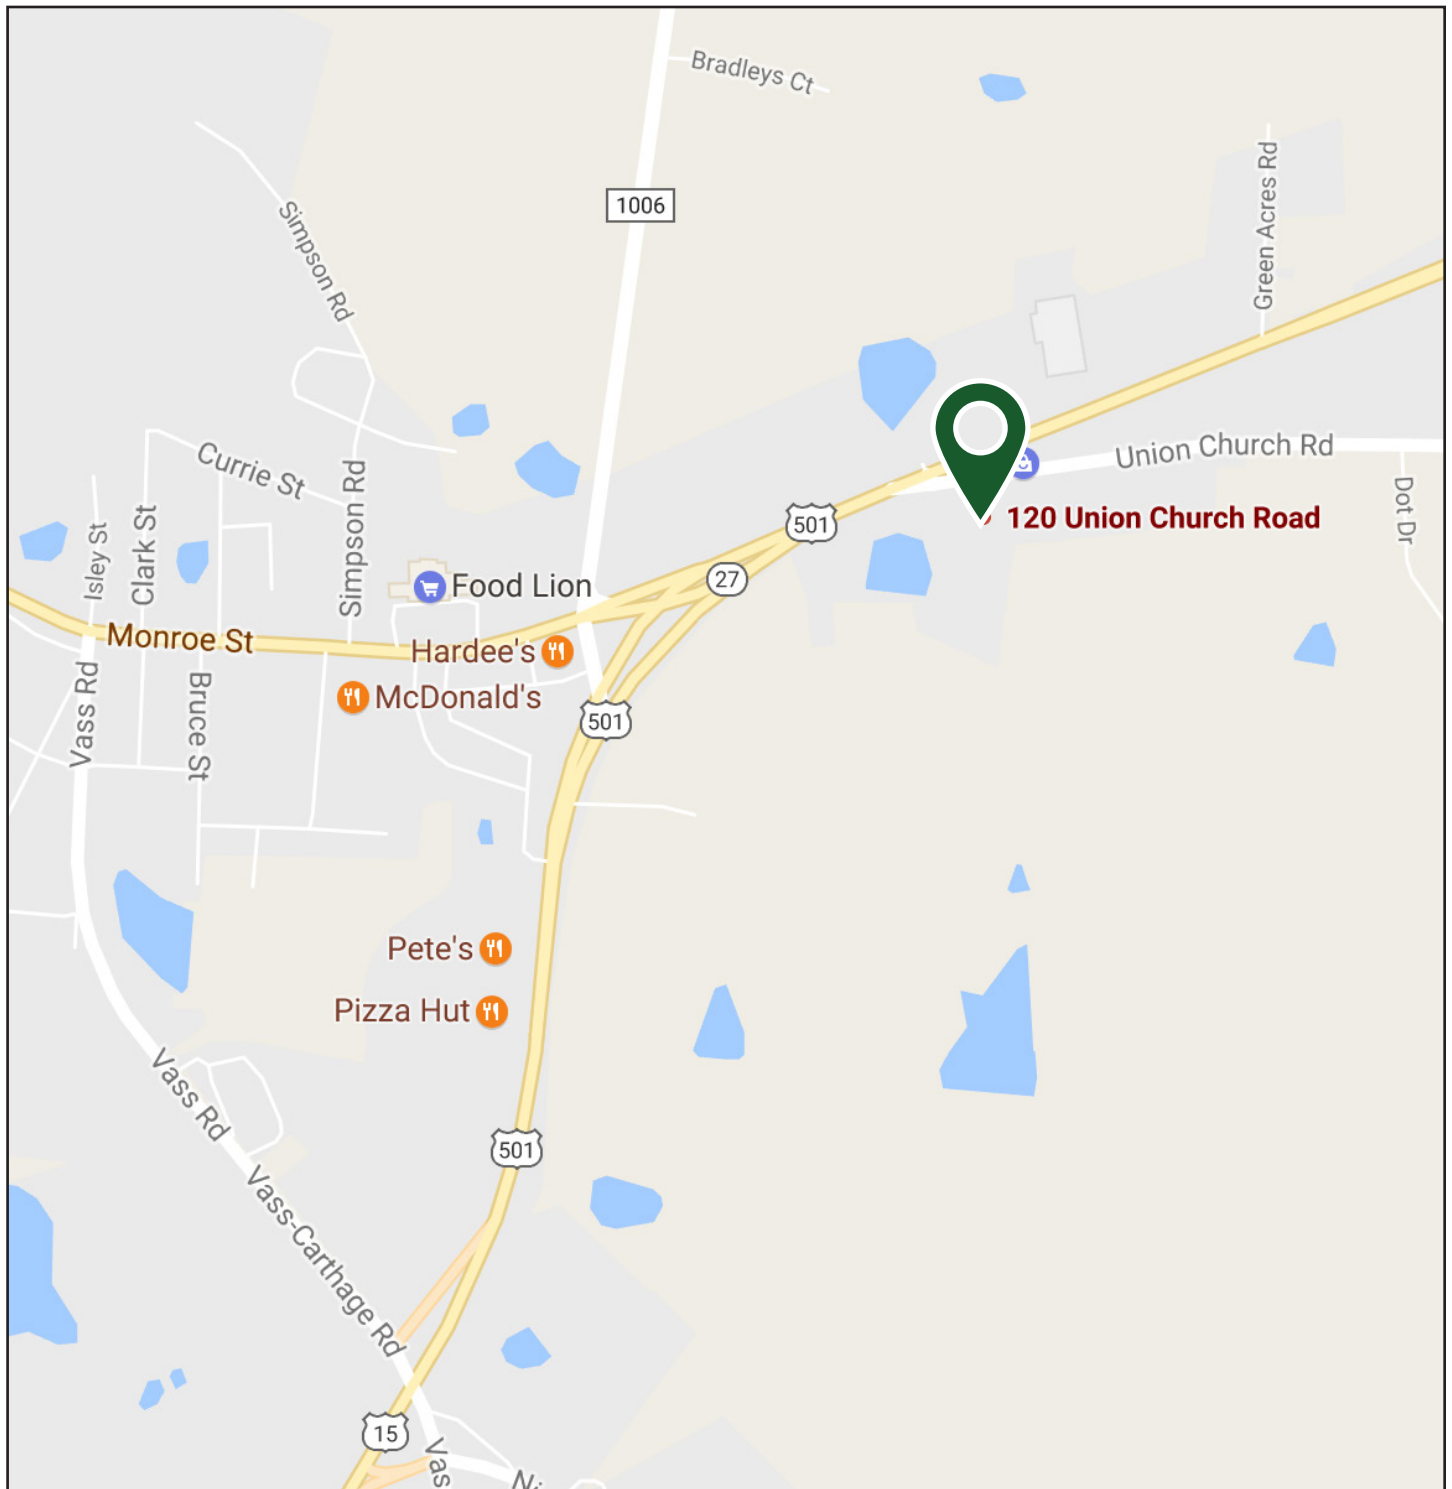 Bradleys Ct
1006
Green Acres Rd
Simpson Rd
Union Church Rd
Currie St
Simpson Rd
Dot Dr
120 Union Church Road
501
Isley St
Clark St
27
Food Lion
Monroe St
Hardee's
McDonald's
Vass Rd
Bruce St
501
Pete's
Pizza Hut
Vass Rd
501
Vass-Carthage Rd
15
Vas
Ni